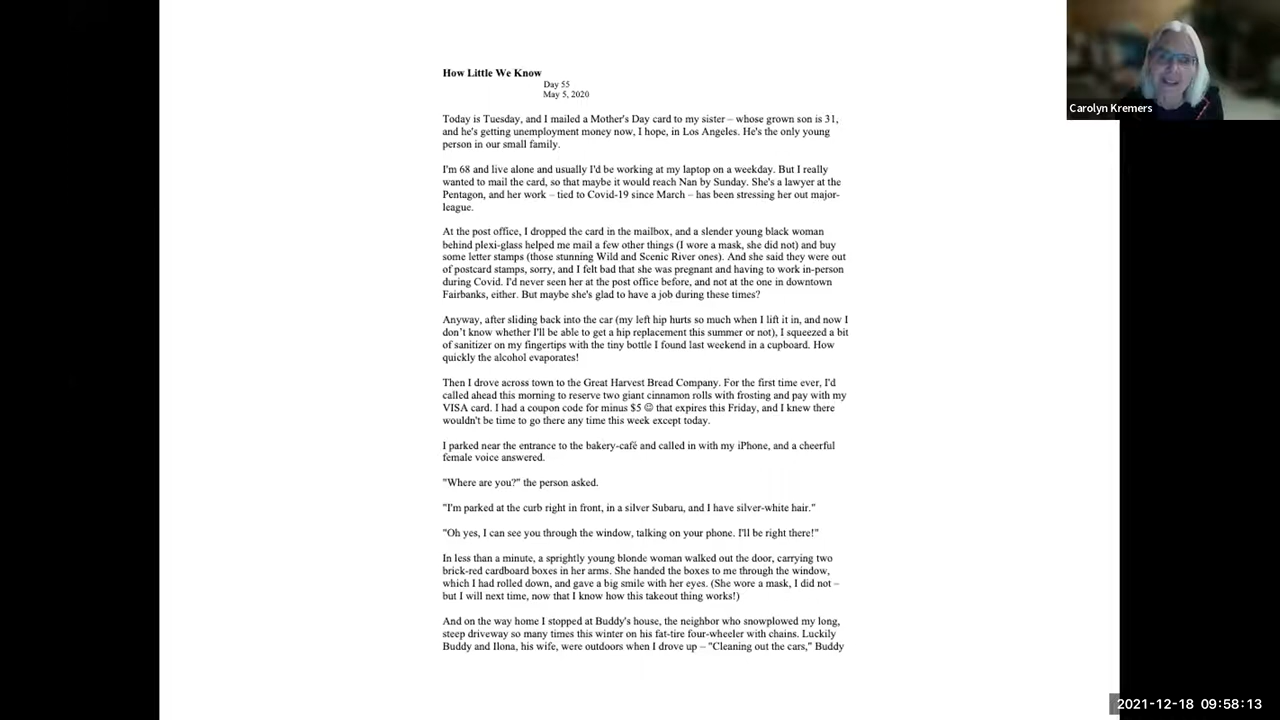 How Little We Know
Day 55
May 5, 2020
Today is Tuesday, and I mailed a Mother's Day card to my sister – whose grown son is 31,
and he's getting unemployment money now, I hope, in Los Angeles. He's the only young
person in our small family.
I'm 68 and live alone and usually I'd be working at my laptop on a weekday. But I really
wanted to mail the card, so that maybe it would reach Nan by Sunday. She's a lawyer at the
Pentagon, and her work – tied to Covid-19 since March – has been stressing her out major-
league.
At the post office, I dropped the card in the mailbox, and a slender young black woman
behind plexi-glass helped me mail a few other things (I wore a mask, she did not) and buy
some letter stamps (those stunning Wild and Scenic River ones). And she said they were out
of postcard stamps, sorry, and I felt bad that she was pregnant and having to work in-person
during Covid. I'd never seen her at the post office before, and not at the one in downtown
Fairbanks, either. But maybe she's glad to have a job during these times?
Anyway, after sliding back into the car (my left hip hurts so much when I lift it in, and now I
don't know whether I'll be able to get a hip replacement this summer or not), I squeezed a bit
of sanitizer on my fingertips with the tiny bottle I found last weekend in a cupboard. How
quickly the alcohol evaporates!
Then I drove across town to the Great Harvest Bread Company. For the first time ever, I'd
called ahead this morning to reserve two giant cinnamon rolls with frosting and pay with my
VISA card. I had a coupon code for minus $5 ☺ that expires this Friday, and I knew there
wouldn't be time to go there any time this week except today.
I parked near the entrance to the bakery-café and called in with my iPhone, and a cheerful
female voice answered.
"Where are you?" the person asked.
"I'm parked at the curb right in front, in a silver Subaru, and I have silver-white hair."
"Oh yes, I can see you through the window, talking on your phone. I'll be right there!"
In less than a minute, a sprightly young blonde woman walked out the door, carrying two
brick-red cardboard boxes in her arms. She handed the boxes to me through the window,
which I had rolled down, and gave a big smile with her eyes. (She wore a mask, I did not –
but I will next time, now that I know how this takeout thing works!)
And on the way home I stopped at Buddy's house, the neighbor who snowplowed my long,
steep driveway so many times this winter on his fat-tire four-wheeler with chains. Luckily
Buddy and Ilona, his wife, were outdoors when I drove up – "Cleaning out the cars," Buddy
Carolyn Kremers
2021-12-18 09:58:13